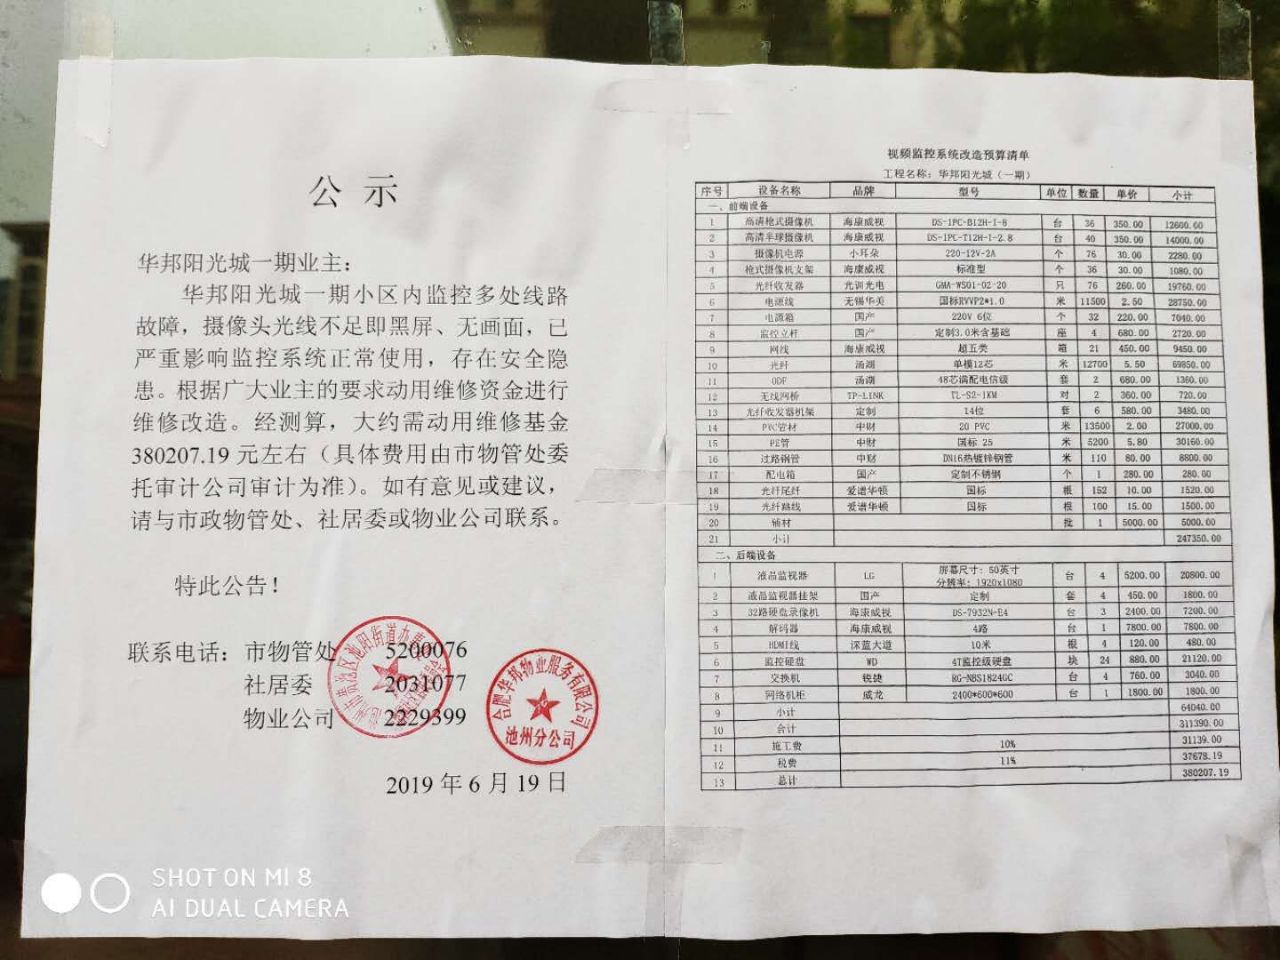 公示
华邦阳光城一期业主：
华邦阳光城一期小区内监控多处线路
故障，摄像头光线不足即黑屏、无画面，已
严重影响监控系统正常使用，存在安全隐
患。根据广大业主的要求动用维修资金进行
维修改造。经测算，大约需动用维修基金
380207.19 元左右（具体费用由市物管处委
托审计公司审计为准）。如有意见或建议，
请与市政物管处、社居委或物业公司联系。
特此公告！
联系电话：市物管处 5200076
社居委 2031077
物业公司 2229399
合肥华邦物业服务有限公司
池州分公司
2019 年 6 月 19 日
视频监控系统改造预算清单
工程名称：华邦阳光城（一期）
序号 设备名称 品牌 型号 单位 数量 单价 小计
一、前端设备
1 高清枪式摄像机 海康威视 DS-1PC-B12H-I-8 台 36 350.00 12600.00
2 高清半球摄像机 海康威视 DS-1PC-T12H-I-2.8 台 40 350.00 14000.00
3 摄像机电源 小耳朵 220-12V-2A 个 76 30.00 2280.00
4 枪式摄像机支架 海康威视 标准型 个 36 30.00 1080.00
5 光纤收发器 光训光电 GMA-WS01-02-20 只 76 260.00 19760.00
6 电源线 无锡华美 国标RVVP2*1.0 米 11500 2.50 28750.00
7 电源箱 国产 220V 6位 个 32 220.00 7040.00
8 监控立杆 国产 定制3.0米含基础 座 4 680.00 2720.00
9 网线 海康威视 超五类 箱 21 450.00 9450.00
10 光纤 汤湖 单模12芯 米 12700 5.50 69850.00
11 ODF 汤湖 48芯满配电信级 套 2 680.00 1360.00
12 无线网桥 TP-LINK TL-S2-1KM 对 2 360.00 720.00
13 光纤收发器机架 定制 14位 套 6 580.00 3480.00
14 PVC管材 中财 20 PVC 米 13500 2.00 27000.00
15 PE管 中财 国标 25 米 5200 5.80 30160.00
16 过路钢管 中财 DN16热镀锌钢管 米 110 80.00 8800.00
17 配电箱 国产 定制不锈钢 个 1 280.00 280.00
18 光纤尾纤 爱谱华顿 国标 根 152 10.00 1520.00
19 光纤跳线 爱谱华顿 国标 根 100 15.00 1500.00
20 辅材 批 1 5000.00 5000.00
21 小计 247350.00
二、后端设备
1 液晶监视器 LG 屏幕尺寸：50英寸 分辨率：1920x1080 台 4 5200.00 20800.00
2 液晶监视器挂架 国产 定制 套 4 450.00 1800.00
3 32路硬盘录像机 海康威视 DS-7932N-E4 台 3 2400.00 7200.00
4 解码器 海康威视 4路 台 1 7800.00 7800.00
5 HDMI线 深蓝大道 10米 根 4 120.00 480.00
6 监控硬盘 WD 4T监控级硬盘 块 24 880.00 21120.00
7 交换机 锐捷 RG-NBS1824GC 台 4 760.00 3040.00
8 网络机柜 威龙 2400*600*600 台 1 1800.00 1800.00
9 小计 64040.00
10 合计 311390.00
11 施工费 10% 31139.00
12 税费 11% 37678.19
13 总计 380207.19
SHOT ON MI 8
AI DUAL CAMERA